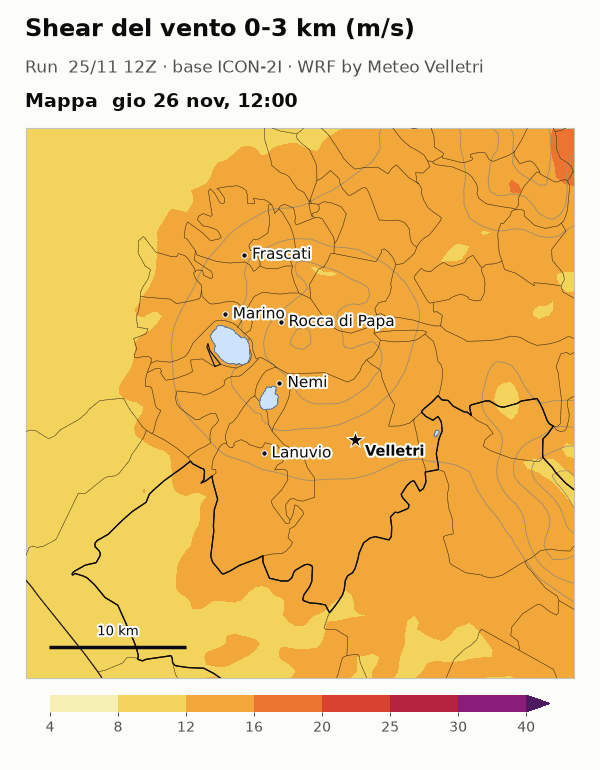 Shear del vento 0-3 km (m/s)
Run  25/11 12Z · base ICON-2I · WRF by Meteo Velletri
Mappa  gio 26 nov, 12:00
Frascati
Marino
Rocca di Papa
Nemi
Velletri
Lanuvio
10 km
4 8 12 16 20 25 30 40